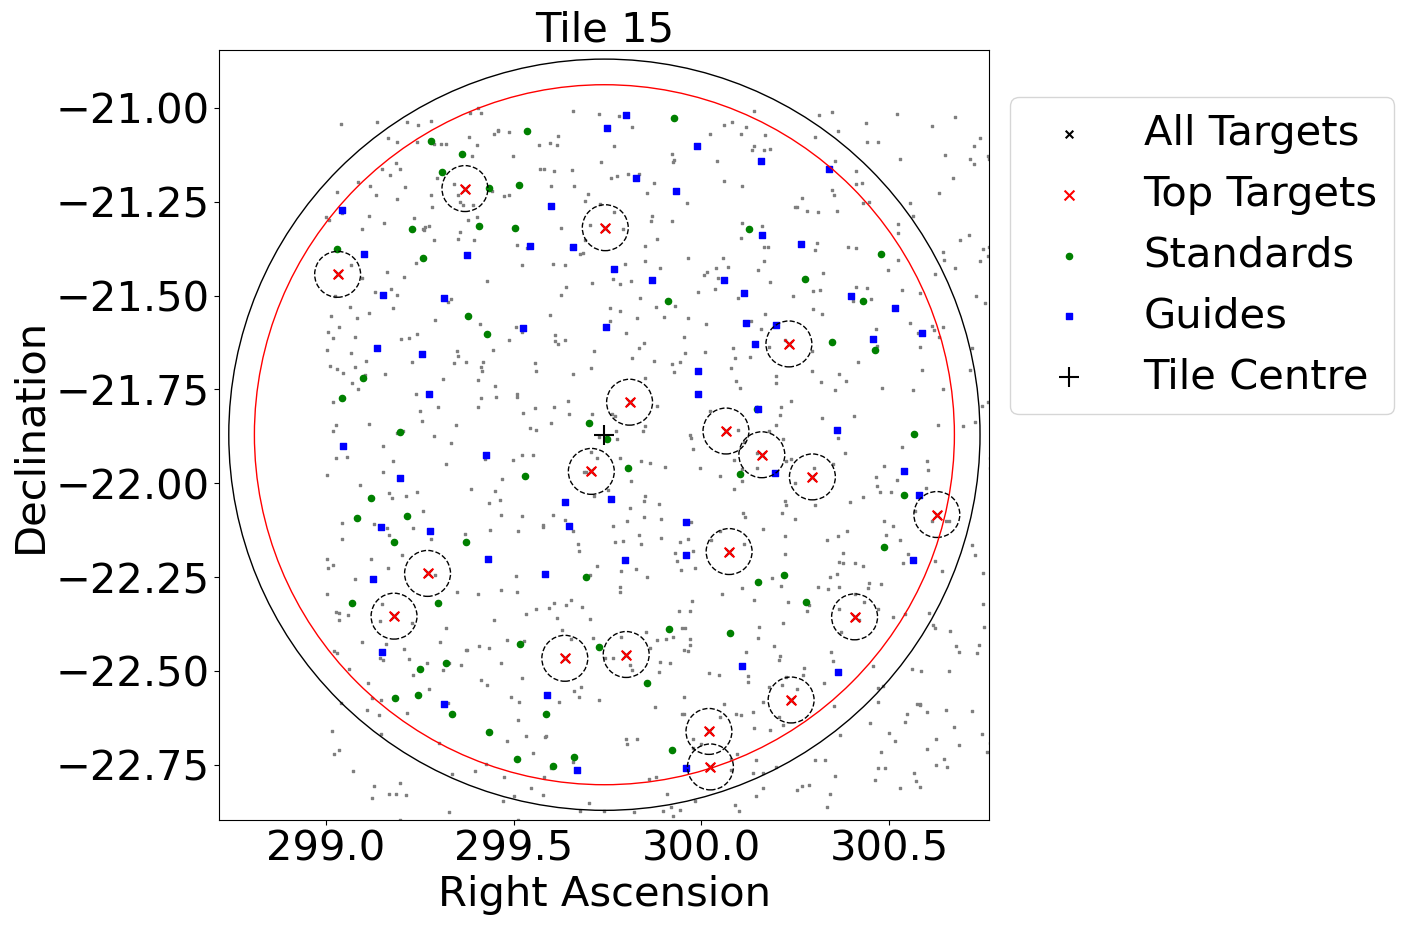 Tile 15
−21.00
−21.25
−21.50
−21.75
−22.00
−22.25
−22.50
−22.75
Declination
299.0
299.5
300.0
300.5
Right Ascension
All Targets
Top Targets
Standards
Guides
Tile Centre